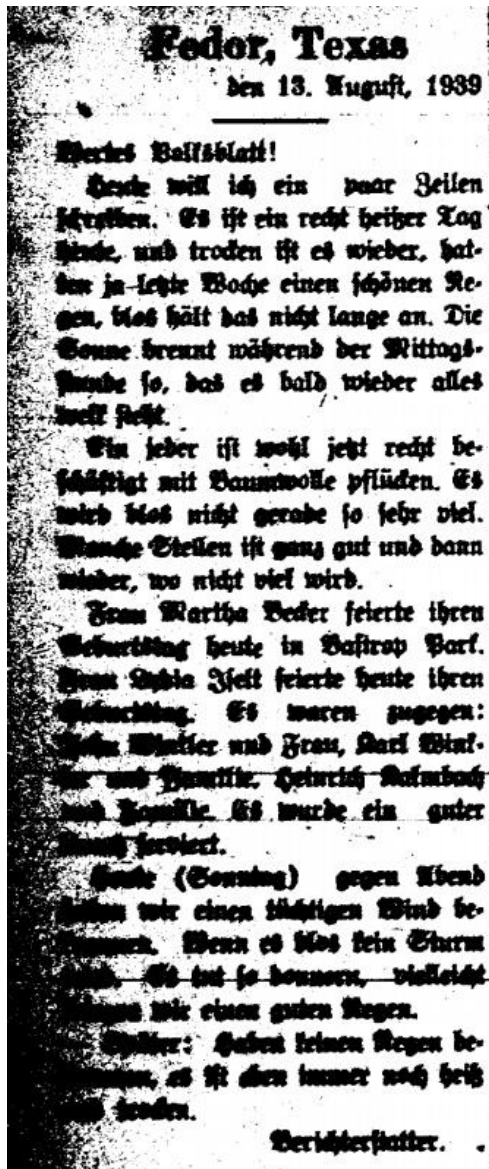 Fedor, Texas
den 13. August, 1939
Wertes Volksblatt!
Heute will ich ein paar Zeilen
schreiben. Es ist ein recht heißer Tag
heute, und trocken ist es wieder, hat-
ten ja letzte Woche einen schönen Re-
gen, blos hält das nicht lange an. Die
Sonne brennt während der Mittags-
stunde so, das es bald wieder alles
welk steht.
Ein jeder ist wohl jetzt recht be-
schäftigt mit Baumwolle pflücken. Es
wird blos nicht gerade so sehr viel.
Manche Stellen ist ganz gut und dann
wieder, wo nicht viel wird.
Frau Martha Becker feierte ihren
Geburtstag heute in Bastrop Park.
Frau Lydia Iselt feierte heute ihren
Geburtstag. Es waren zugegen:
John Winkler und Frau, Karl Wink-
ler und Familie, Heinrich Kalmbach
und Familie. Es wurde ein guter
serviert.
Heute (Sonntag) gegen Abend
haben wir einen tüchtigen Wind be-
kommen. Wenn es blos kein Sturm
wird. Es tut so donnern, vielleicht
wir einen guten Regen.
Später: Haben keinen Regen be-
kommen, es ist eben immer noch heiß
und trocken.
Berichterstatter.